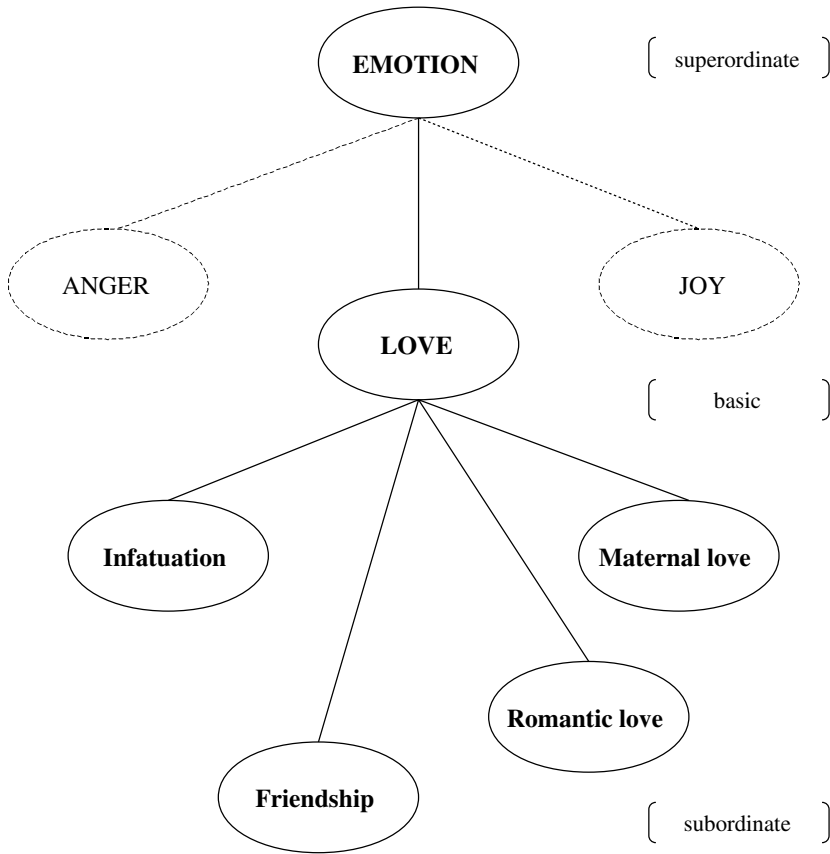 EMOTION
superordinate
ANGER
JOY
LOVE
basic
Infatuation
Maternal love
Romantic love
Friendship
subordinate